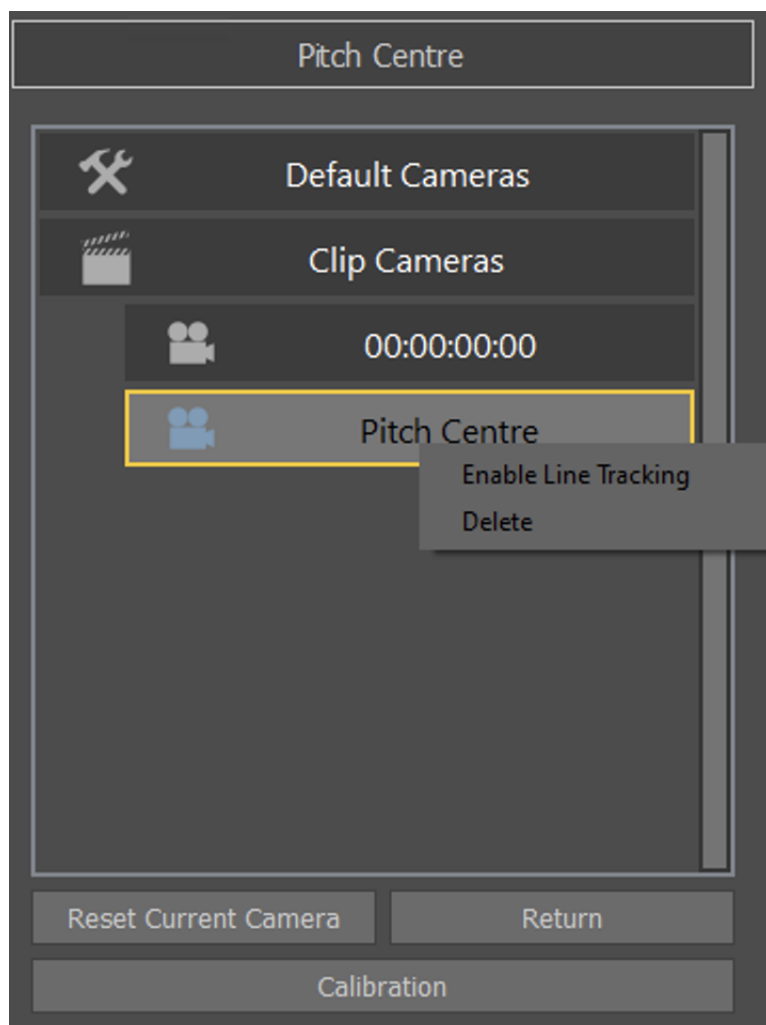 Pitch Centre
Default Cameras
Clip Cameras
00:00:00:00
Pitch Centre
Enable Line Tracking
Delete
Reset Current Camera
Return
Calibration